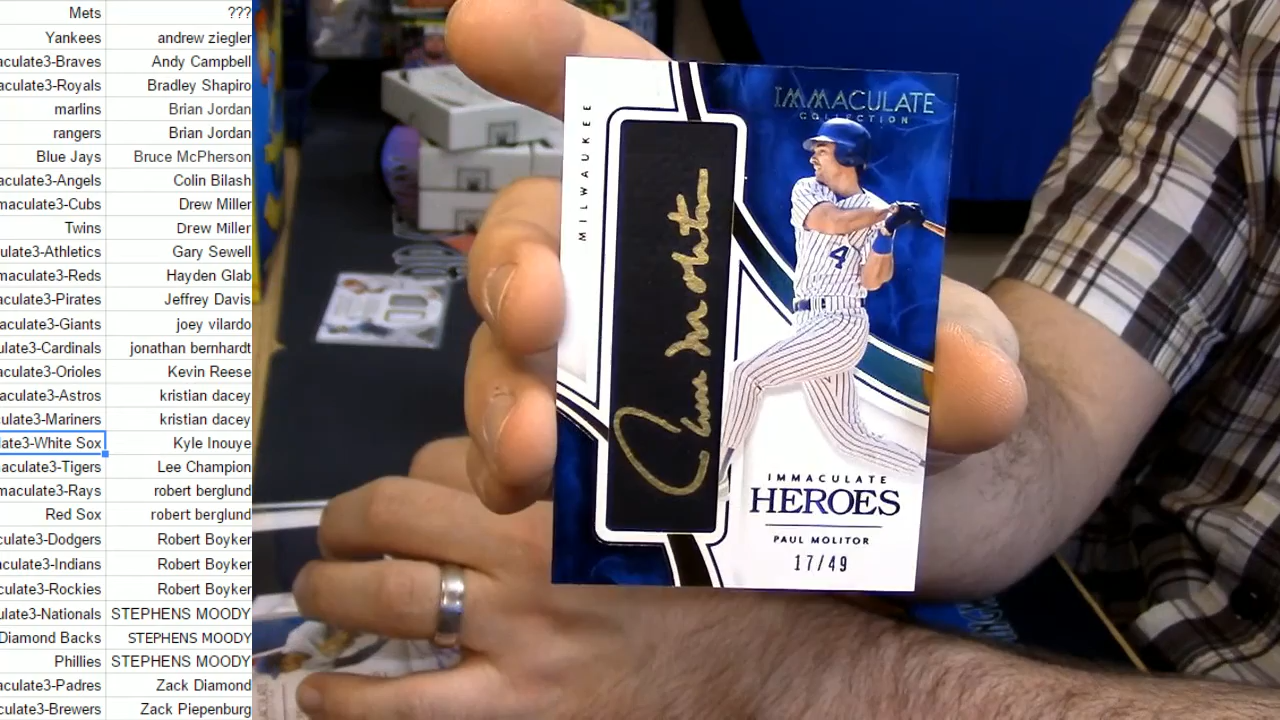 Mets ???
Yankees andrew ziegler
aculate3-Braves Andy Campbell
aculate3-Royals Bradley Shapiro
marlins Brian Jordan
rangers Brian Jordan
Blue Jays Bruce McPherson
aculate3-Angels Colin Bilash
maculate3-Cubs Drew Miller
Twins Drew Miller
ulate3-Athletics Gary Sewell
maculate3-Reds Hayden Glab
aculate3-Pirates Jeffrey Davis
aculate3-Giants joey vilardo
ulate3-Cardinals jonathan bernhardt
aculate3-Orioles Kevin Reese
aculate3-Astros kristian dacey
culate3-Mariners kristian dacey
late3-White Sox Kyle Inouye
aculate3-Tigers Lee Champion
maculate3-Rays robert berglund
Red Sox robert berglund
culate3-Dodgers Robert Boyker
culate3-Indians Robert Boyker
culate3-Rockies Robert Boyker
ulate3-Nationals STEPHENS MOODY
Diamond Backs STEPHENS MOODY
Phillies STEPHENS MOODY
aculate3-Padres Zack Diamond
culate3-Brewers Zack Piepenburg
IMMACULATE
COLLECTION
MILWAUKEE
4
IMMACULATE
HEROES
PAUL MOLITOR
17/49